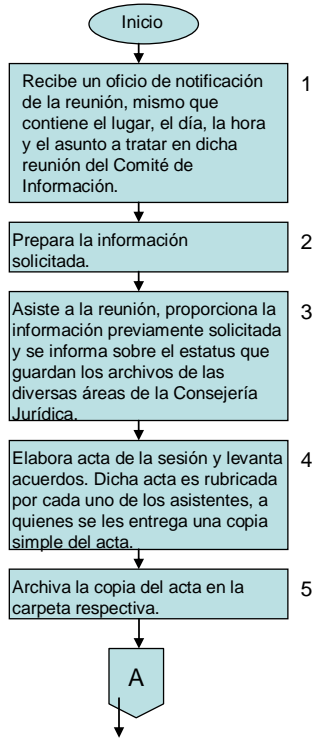 Inicio
Recibe un oficio de notificación
de la reunión, mismo que
contiene el lugar, el día, la hora
y el asunto a tratar en dicha
reunión del Comité de
Información.
1
Prepara la información
solicitada.
2
Asiste a la reunión, proporciona la
información previamente solicitada
y se informa sobre el estatus que
guardan los archivos de las
diversas áreas de la Consejería
Jurídica.
3
Elabora acta de la sesión y levanta
acuerdos. Dicha acta es rubricada
por cada uno de los asistentes, a
quienes se les entrega una copia
simple del acta.
4
Archiva la copia del acta en la
carpeta respectiva.
5
A